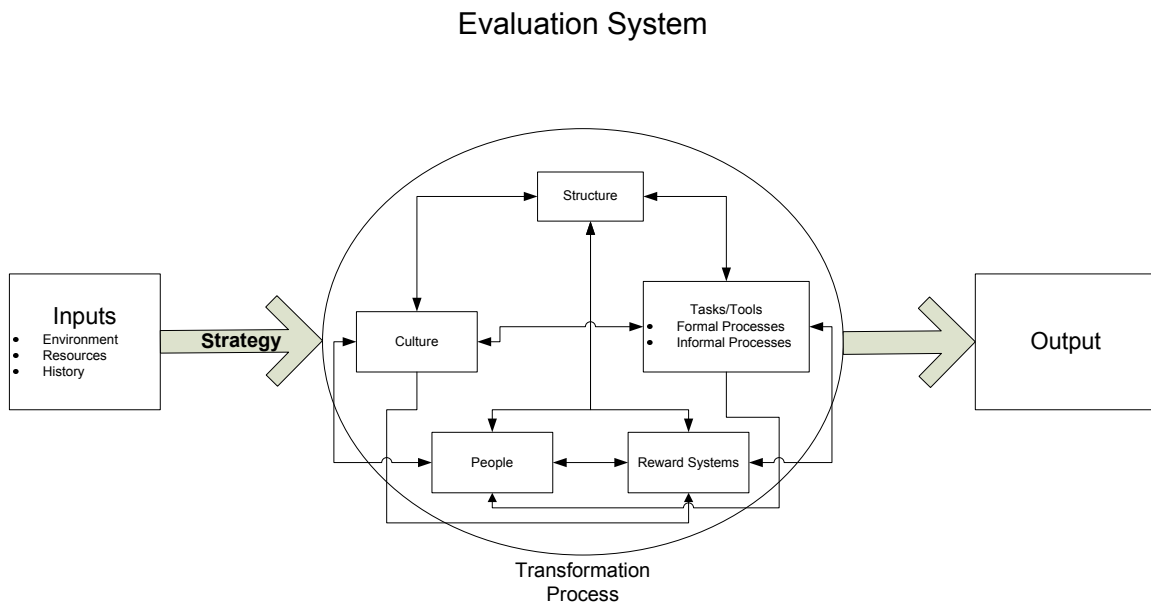 Evaluation System
Structure
Inputs
• Environment
• Resources
• History
Strategy
Culture
Tasks/Tools
• Formal Processes
• Informal Processes
Output
People
Reward Systems
Transformation
Process